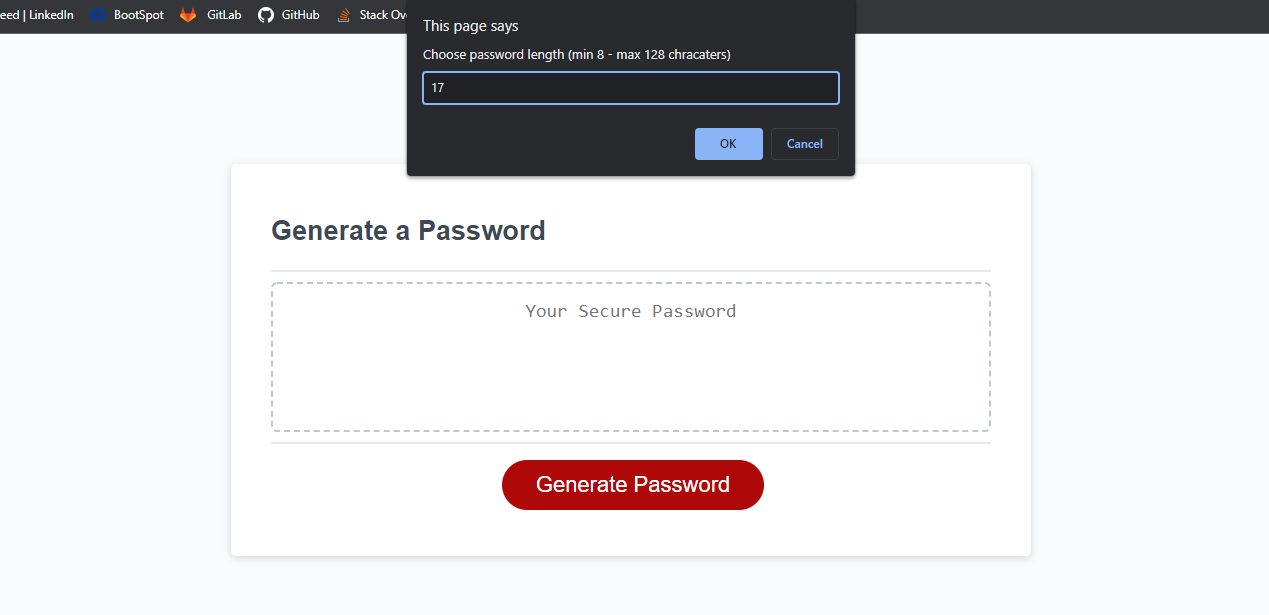 eed | LinkedIn BootSpot GitLab GitHub Stack Ov
This page says
Choose password length (min 8 - max 128 chracaters)
17
OK Cancel
Generate a Password
Your Secure Password
Generate Password